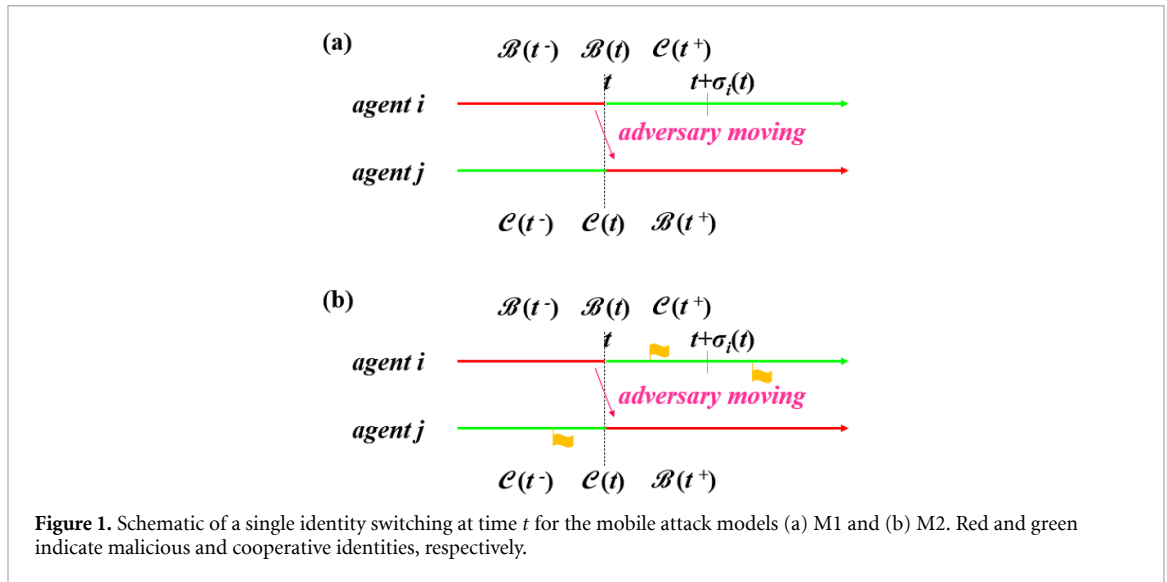 (a)
ℬ(t⁻) ℬ(t) 𝒞(t⁺)
t t+σᵢ(t)
agent i
adversary moving
agent j
𝒞(t⁻) 𝒞(t) ℬ(t⁺)
(b)
ℬ(t⁻) ℬ(t) 𝒞(t⁺)
t t+σᵢ(t)
agent i
adversary moving
agent j
𝒞(t⁻) 𝒞(t) ℬ(t⁺)
Figure 1. Schematic of a single identity switching at time t for the mobile attack models (a) M1 and (b) M2. Red and green
indicate malicious and cooperative identities, respectively.